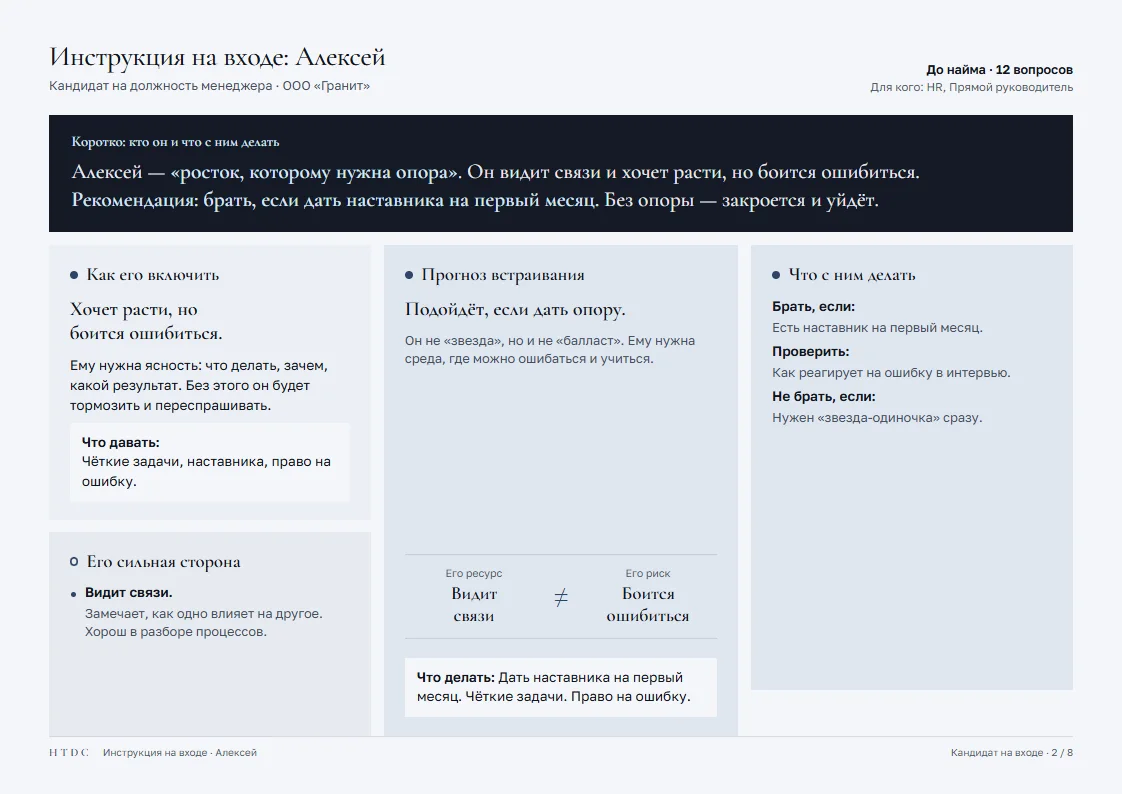 Инструкция на входе: Алексей
Кандидат на должность менеджера · ООО «Гранит»
До найма · 12 вопросов
Для кого: HR, Прямой руководитель
Коротко: кто он и что с ним делать
Алексей — «росток, которому нужна опора». Он видит связи и хочет расти, но боится ошибиться.
Рекомендация: брать, если дать наставника на первый месяц. Без опоры — закроется и уйдёт.
Как его включить
Хочет расти, но
боится ошибиться.
Ему нужна ясность: что делать, зачем,
какой результат. Без этого он будет
тормозить и переспрашивать.
Что давать:
Чёткие задачи, наставника, право на
ошибку.
Его сильная сторона
Видит связи.
Замечает, как одно влияет на другое.
Хорош в разборе процессов.
Прогноз встраивания
Подойдёт, если дать опору.
Он не «звезда», но и не «балласт». Ему нужна
среда, где можно ошибаться и учиться.
Его ресурс
Видит
связи
≠
Его риск
Боится
ошибиться
Что делать: Дать наставника на первый
месяц. Чёткие задачи. Право на ошибку.
Что с ним делать
Брать, если:
Есть наставник на первый месяц.
Проверить:
Как реагирует на ошибку в интервью.
Не брать, если:
Нужен «звезда-одиночка» сразу.
HTDC Инструкция на входе · Алексей
Кандидат на входе · 2 / 8